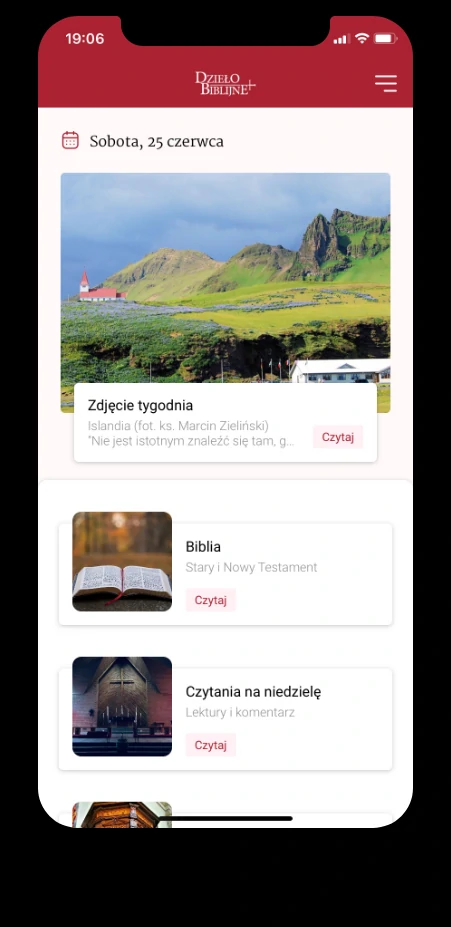 19:06
DZIEŁO
BIBLIJNE
Sobota, 25 czerwca
Zdjęcie tygodnia
Islandia (fot. ks. Marcin Zieliński)
"Nie jest istotnym znaleźć się tam, g...
Czytaj
Biblia
Stary i Nowy Testament
Czytaj
Czytania na niedzielę
Lektury i komentarz
Czytaj